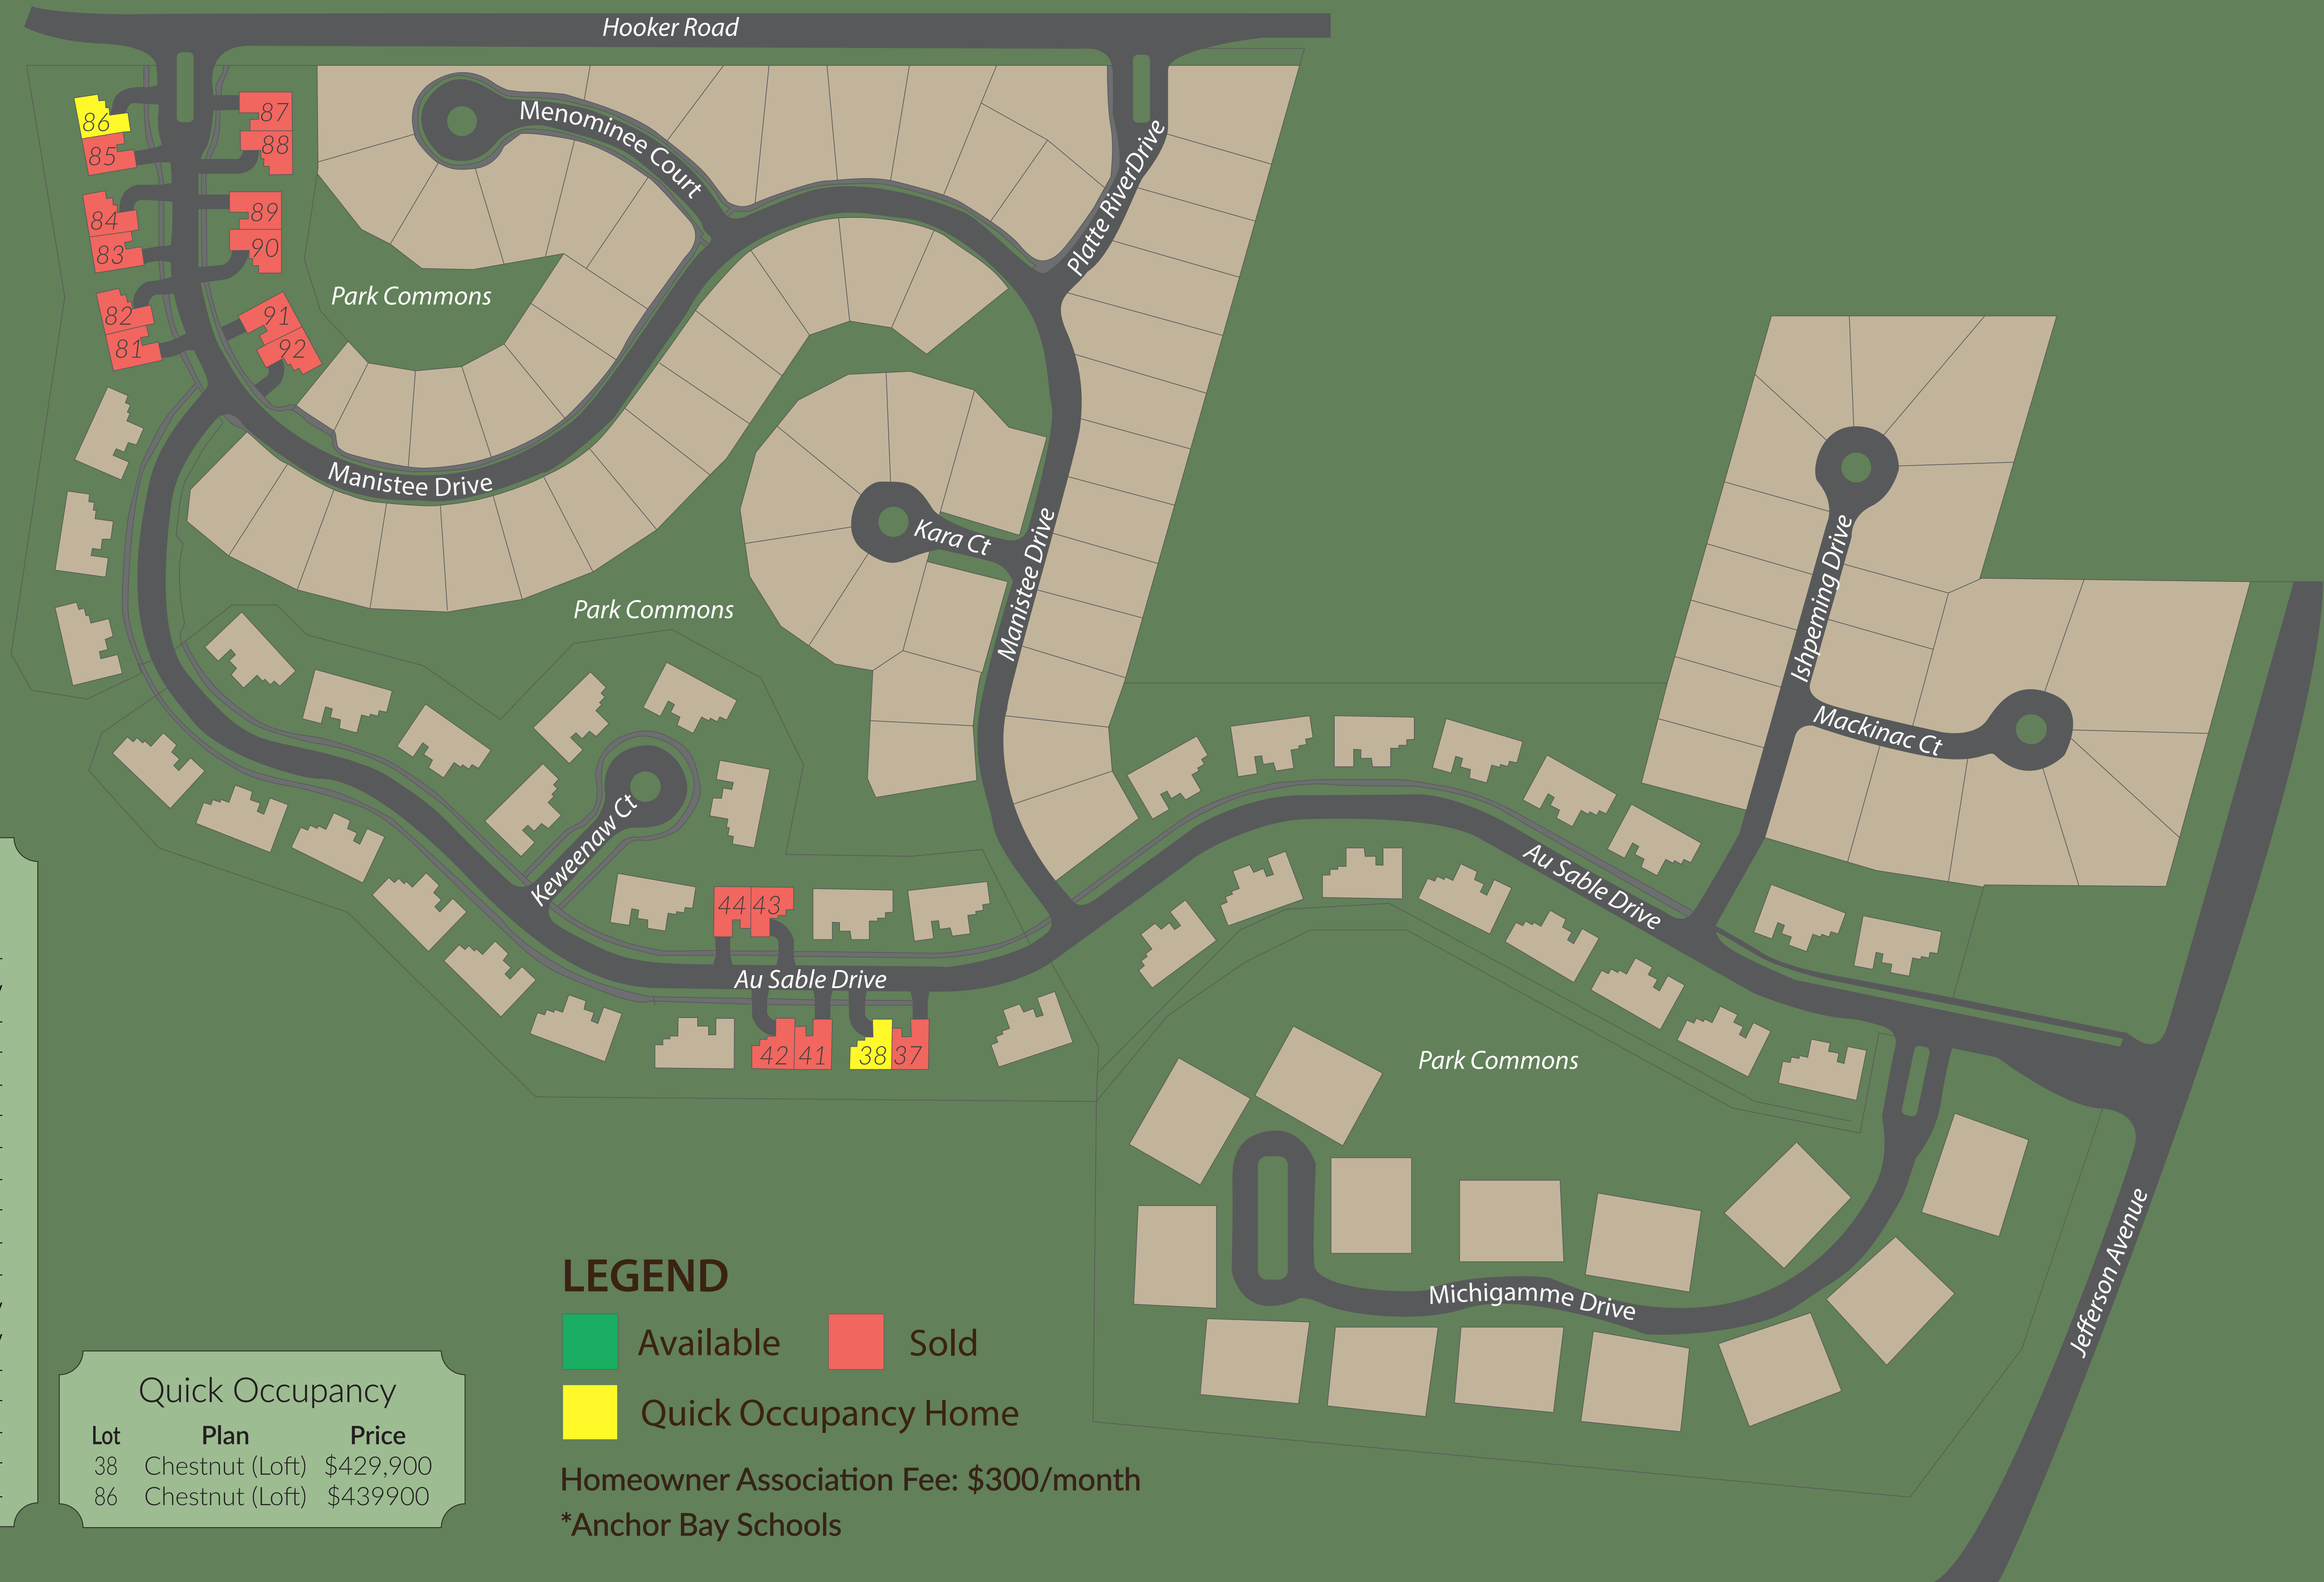 Hooker Road
86
87
85
88
84
89
83
90
82
91
81
92
Menominee Court
Platte RiverDrive
Park Commons
Manistee Drive
Kara Ct
Manistee Drive
Park Commons
Ishpeming Drive
Mackinac Ct
Keweenaw Ct
Au Sable Drive
44 43
Au Sable Drive
42 41 38 37
Park Commons
Michigamme Drive
Jefferson Avenue
LEGEND
Available
Sold
Quick Occupancy Home
Homeowner Association Fee: $300/month
*Anchor Bay Schools
Quick Occupancy
Lot Plan Price
38 Chestnut (Loft) $429,900
86 Chestnut (Loft) $439900